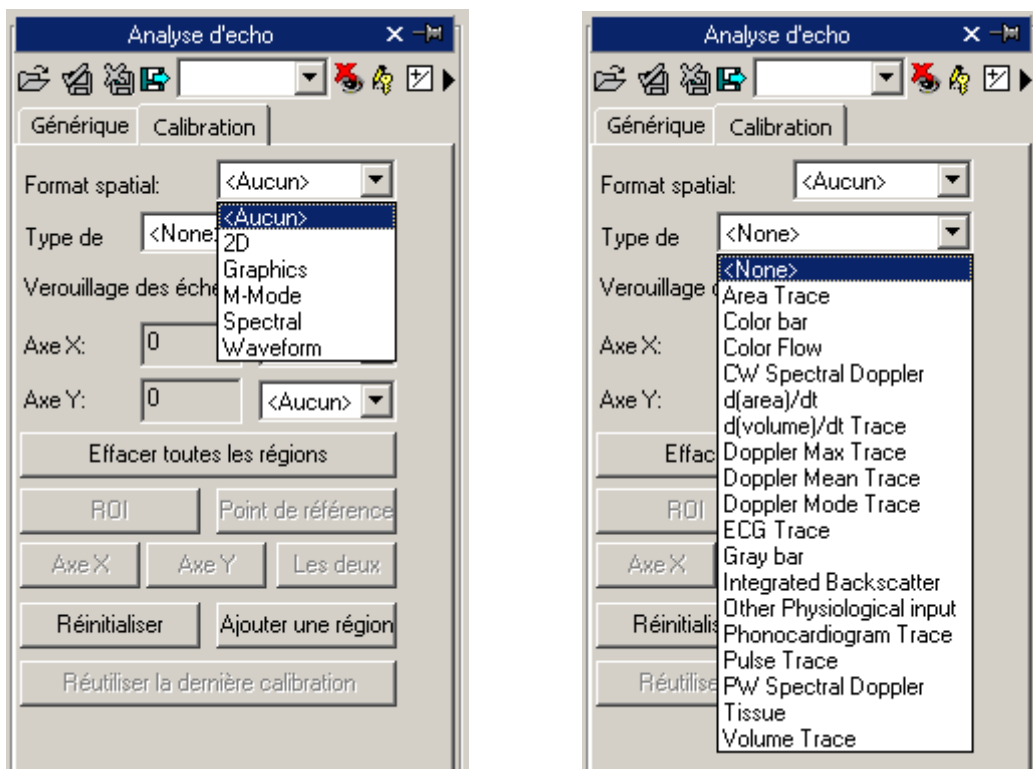 Analyse d'echo
Générique Calibration
Format spatial: <Aucun>
<Aucun>
2D
Graphics
M-Mode
Spectral
Waveform
Type de <None>
Verouillage des éche
Axe X: 0
Axe Y: 0 <Aucun>
Effacer toutes les régions
ROI Point de référence
Axe X Axe Y Les deux
Réinitialiser Ajouter une région
Réutiliser la dernière calibration
Analyse d'echo
Générique Calibration
Format spatial: <Aucun>
Type de <None>
<None>
Area Trace
Color bar
Color Flow
CW Spectral Doppler
d(area)/dt
d(volume)/dt Trace
Doppler Max Trace
Doppler Mean Trace
Doppler Mode Trace
ECG Trace
Gray bar
Integrated Backscatter
Other Physiological input
Phonocardiogram Trace
Pulse Trace
PW Spectral Doppler
Tissue
Volume Trace
Verouillage
Axe X:
Axe Y:
Effac
ROI
Axe X
Réinitialis
Réutilise